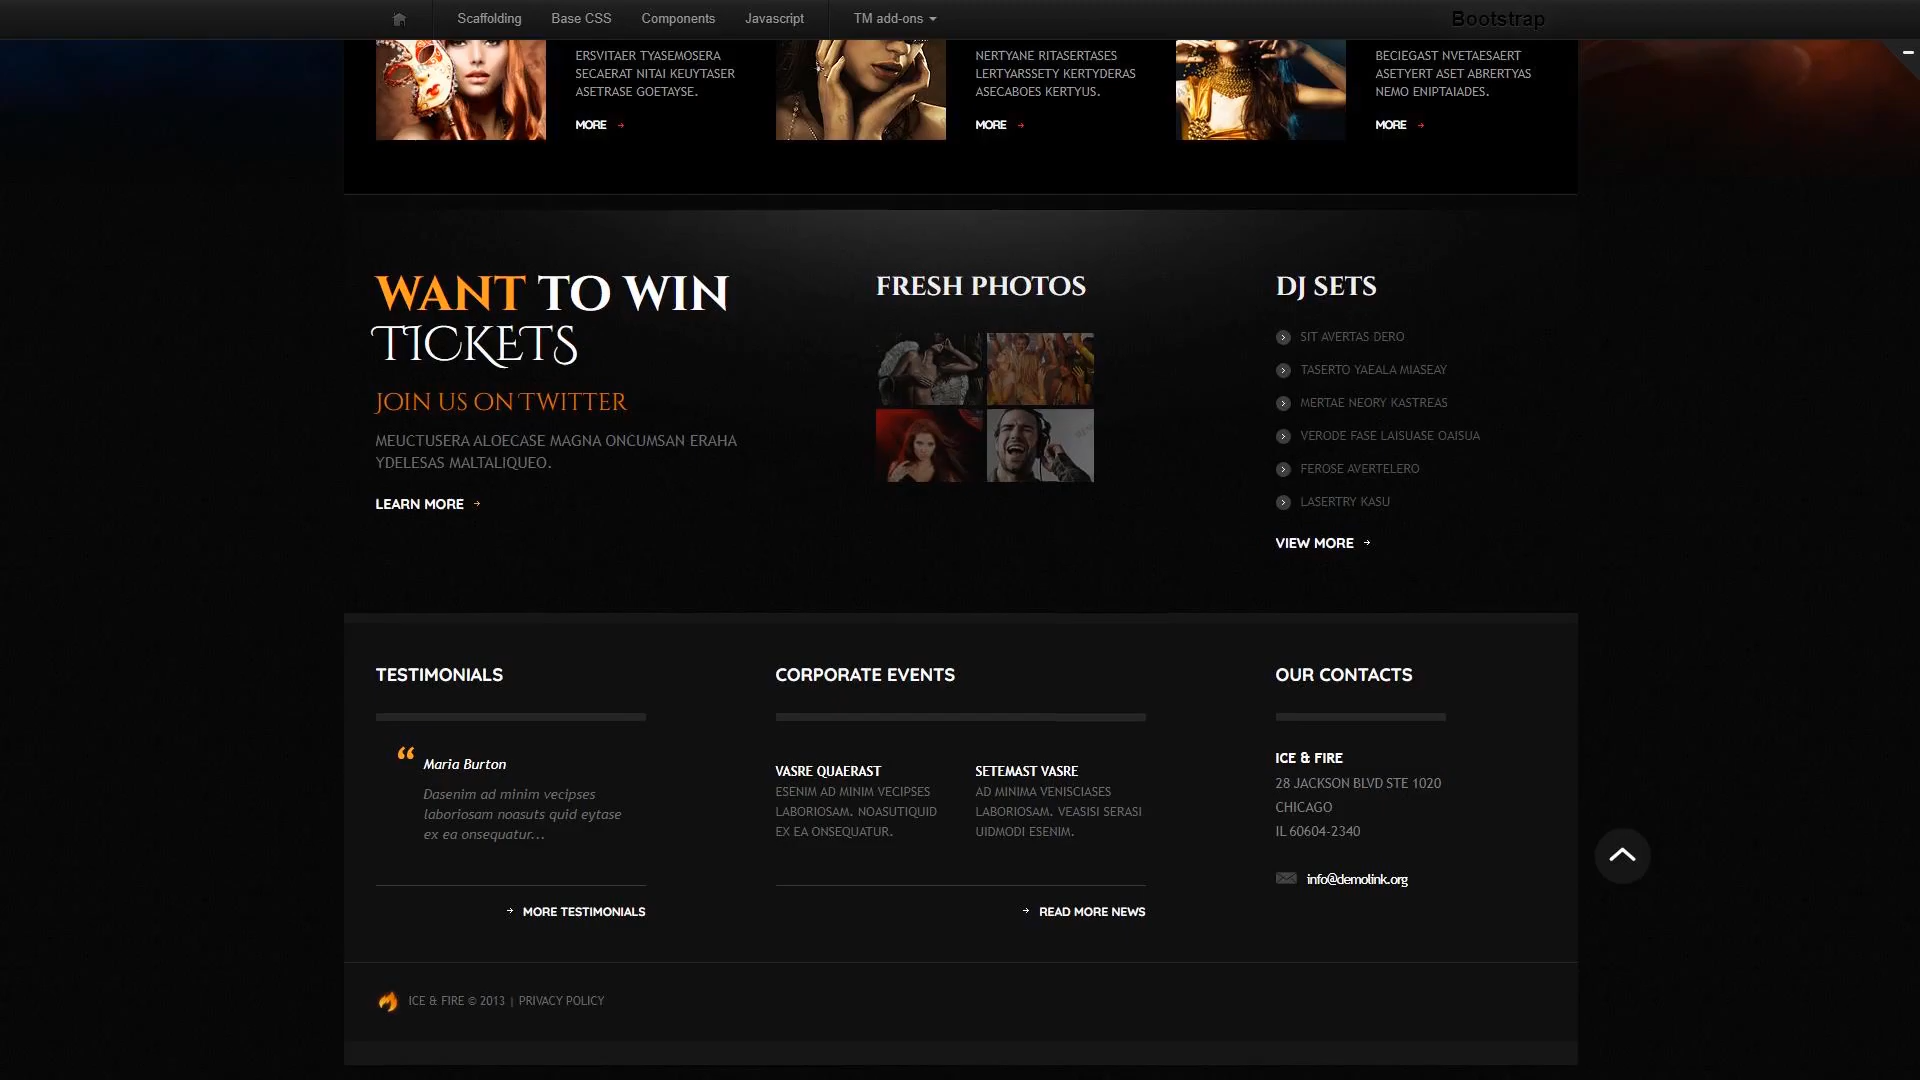 Scaffolding Base CSS Components Javascript TM add-ons Bootstrap
ERSVITAER TYASEMOSERA
SECAERAT NITAI KEUYTASER
ASETRASE GOETAYSE.
MORE
NERTYANE RITASERTASES
LERTYARSSETY KERTYDERAS
ASECABOES KERTYUS.
MORE
BECIEGAST NVETAESAERT
ASETYERT ASET ABRERTYAS
NEMO ENIPTAIADES.
MORE
WANT TO WIN
TICKETS
JOIN US ON TWITTER
MEUCTUSERA ALOECASE MAGNA ONCUMSAN ERAHA
YDELESAS MALTALIQUEO.
LEARN MORE
FRESH PHOTOS
DJ SETS
SIT AVERTAS DERO
TASERTO YAEALA MIASEAY
MERTAE NEORY KASTREAS
VERODE FASE LAISUASE OAISUA
FEROSE AVERTELERO
LASERTRY KASU
VIEW MORE
TESTIMONIALS
“ Maria Burton
Dasenim ad minim vecipses
laboriosam noasuts quid eytase
ex ea onsequatur...
MORE TESTIMONIALS
CORPORATE EVENTS
VASRE QUAERAST
ESENIM AD MINIM VECIPSES
LABORIOSAM. NOASUTIQUID
EX EA ONSEQUATUR.
SETEMAST VASRE
AD MINIMA VENISCIASES
LABORIOSAM. VEASISI SERASI
UIDMODI ESENIM.
READ MORE NEWS
OUR CONTACTS
ICE & FIRE
28 JACKSON BLVD STE 1020
CHICAGO
IL 60604-2340
info@demolink.org
ICE & FIRE © 2013 | PRIVACY POLICY